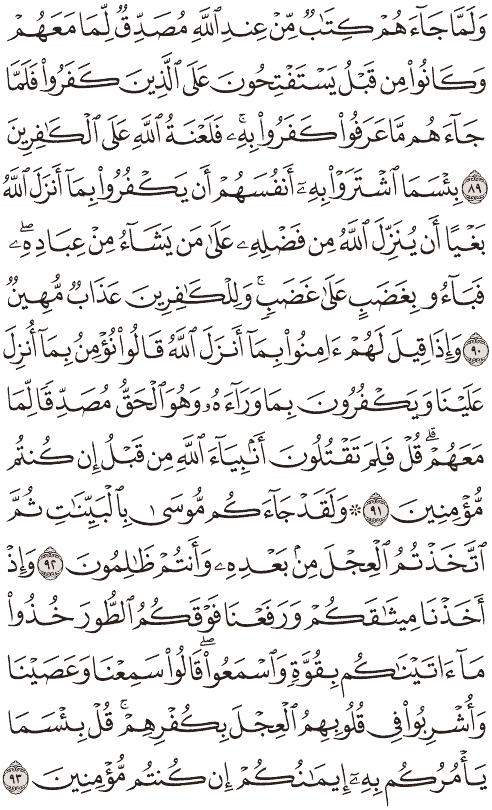 وَلَمَّا جَآءَهُمْ كِتَٰبٌ مِّنْ عِندِ ٱللَّهِ مُصَدِّقٌ لِّمَا مَعَهُمْ
وَكَانُوا۟ مِن قَبْلُ يَسْتَفْتِحُونَ عَلَى ٱلَّذِينَ كَفَرُوا۟ فَلَمَّا
جَآءَهُم مَّا عَرَفُوا۟ كَفَرُوا۟ بِهِۦ ۚ فَلَعْنَةُ ٱللَّهِ عَلَى ٱلْكَٰفِرِينَ
٨٩ بِئْسَمَا ٱشْتَرَوْا۟ بِهِۦٓ أَنفُسَهُمْ أَن يَكْفُرُوا۟ بِمَآ أَنزَلَ ٱللَّهُ
بَغْيًا أَن يُنَزِّلَ ٱللَّهُ مِن فَضْلِهِۦ عَلَىٰ مَن يَشَآءُ مِنْ عِبَادِهِۦ ۖ
فَبَآءُو بِغَضَبٍ عَلَىٰ غَضَبٍ ۚ وَلِلْكَٰفِرِينَ عَذَابٌ مُّهِينٌ
٩٠ وَإِذَا قِيلَ لَهُمْ ءَامِنُوا۟ بِمَآ أَنزَلَ ٱللَّهُ قَالُوا۟ نُؤْمِنُ بِمَآ أُنزِلَ
عَلَيْنَا وَيَكْفُرُونَ بِمَا وَرَآءَهُۥ وَهُوَ ٱلْحَقُّ مُصَدِّقًا لِّمَا
مَعَهُمْ ۗ قُلْ فَلِمَ تَقْتُلُونَ أَنۢبِيَآءَ ٱللَّهِ مِن قَبْلُ إِن كُنتُم
مُّؤْمِنِينَ ٩١ ۞ وَلَقَدْ جَآءَكُم مُّوسَىٰ بِٱلْبَيِّنَٰتِ ثُمَّ
ٱتَّخَذْتُمُ ٱلْعِجْلَ مِنۢ بَعْدِهِۦ وَأَنتُمْ ظَٰلِمُونَ ٩٢ وَإِذْ
أَخَذْنَا مِيثَٰقَكُمْ وَرَفَعْنَا فَوْقَكُمُ ٱلطُّورَ خُذُوا۟
مَآ ءَاتَيْنَٰكُم بِقُوَّةٍ وَٱسْمَعُوا۟ ۖ قَالُوا۟ سَمِعْنَا وَعَصَيْنَا
وَأُشْرِبُوا۟ فِى قُلُوبِهِمُ ٱلْعِجْلَ بِكُفْرِهِمْ ۚ قُلْ بِئْسَمَا
يَأْمُرُكُم بِهِۦٓ إِيمَٰنُكُمْ إِن كُنتُم مُّؤْمِنِينَ ٩٣